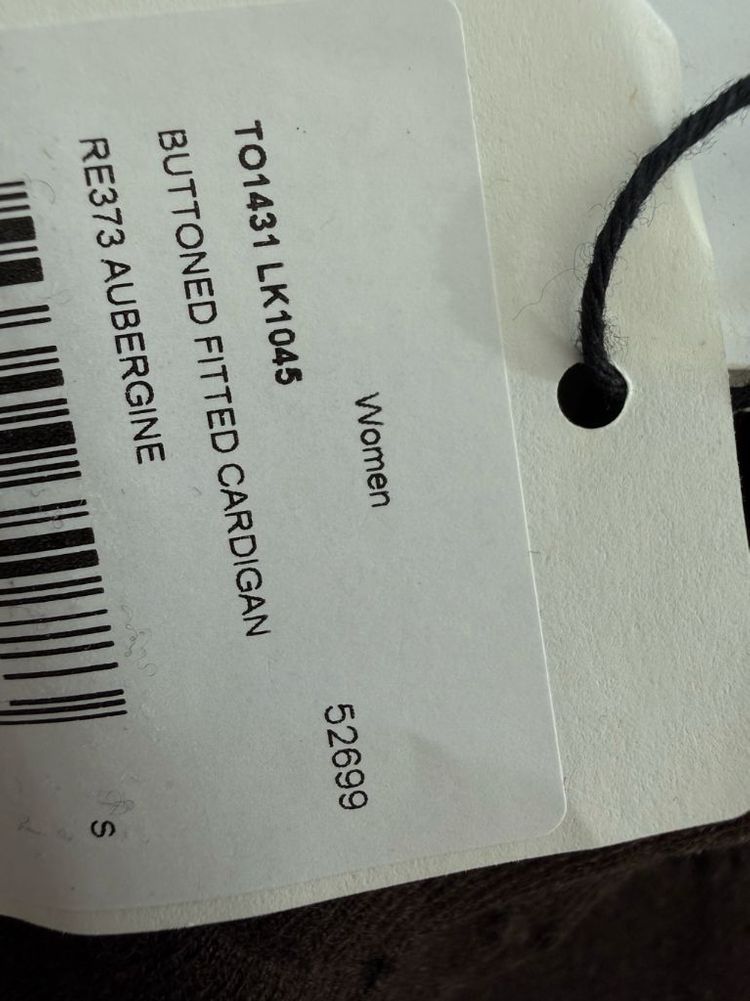 Women
52699
TO1431 LK1045
BUTTONED FITTED CARDIGAN
RE373 AUBERGINE
S